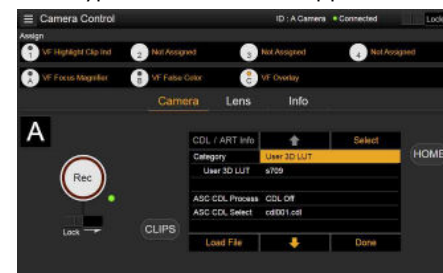 Camera Control ID : A Camera Connected Lock
Assign
1 VF Highlight Clip Ind 2 Not Assigned 3 Not Assigned 4 Not Assigned
A VF Focus Magnifier B VF False Color C VF Overlay
Camera Lens Info
A
CDL / ART Info Select
Category User 3D LUT
HOME
User 3D LUT s709
Rec
ASC CDL Process CDL Off
ASC CDL Select cdl001.cdl
Lock CLIPS
Load File Done